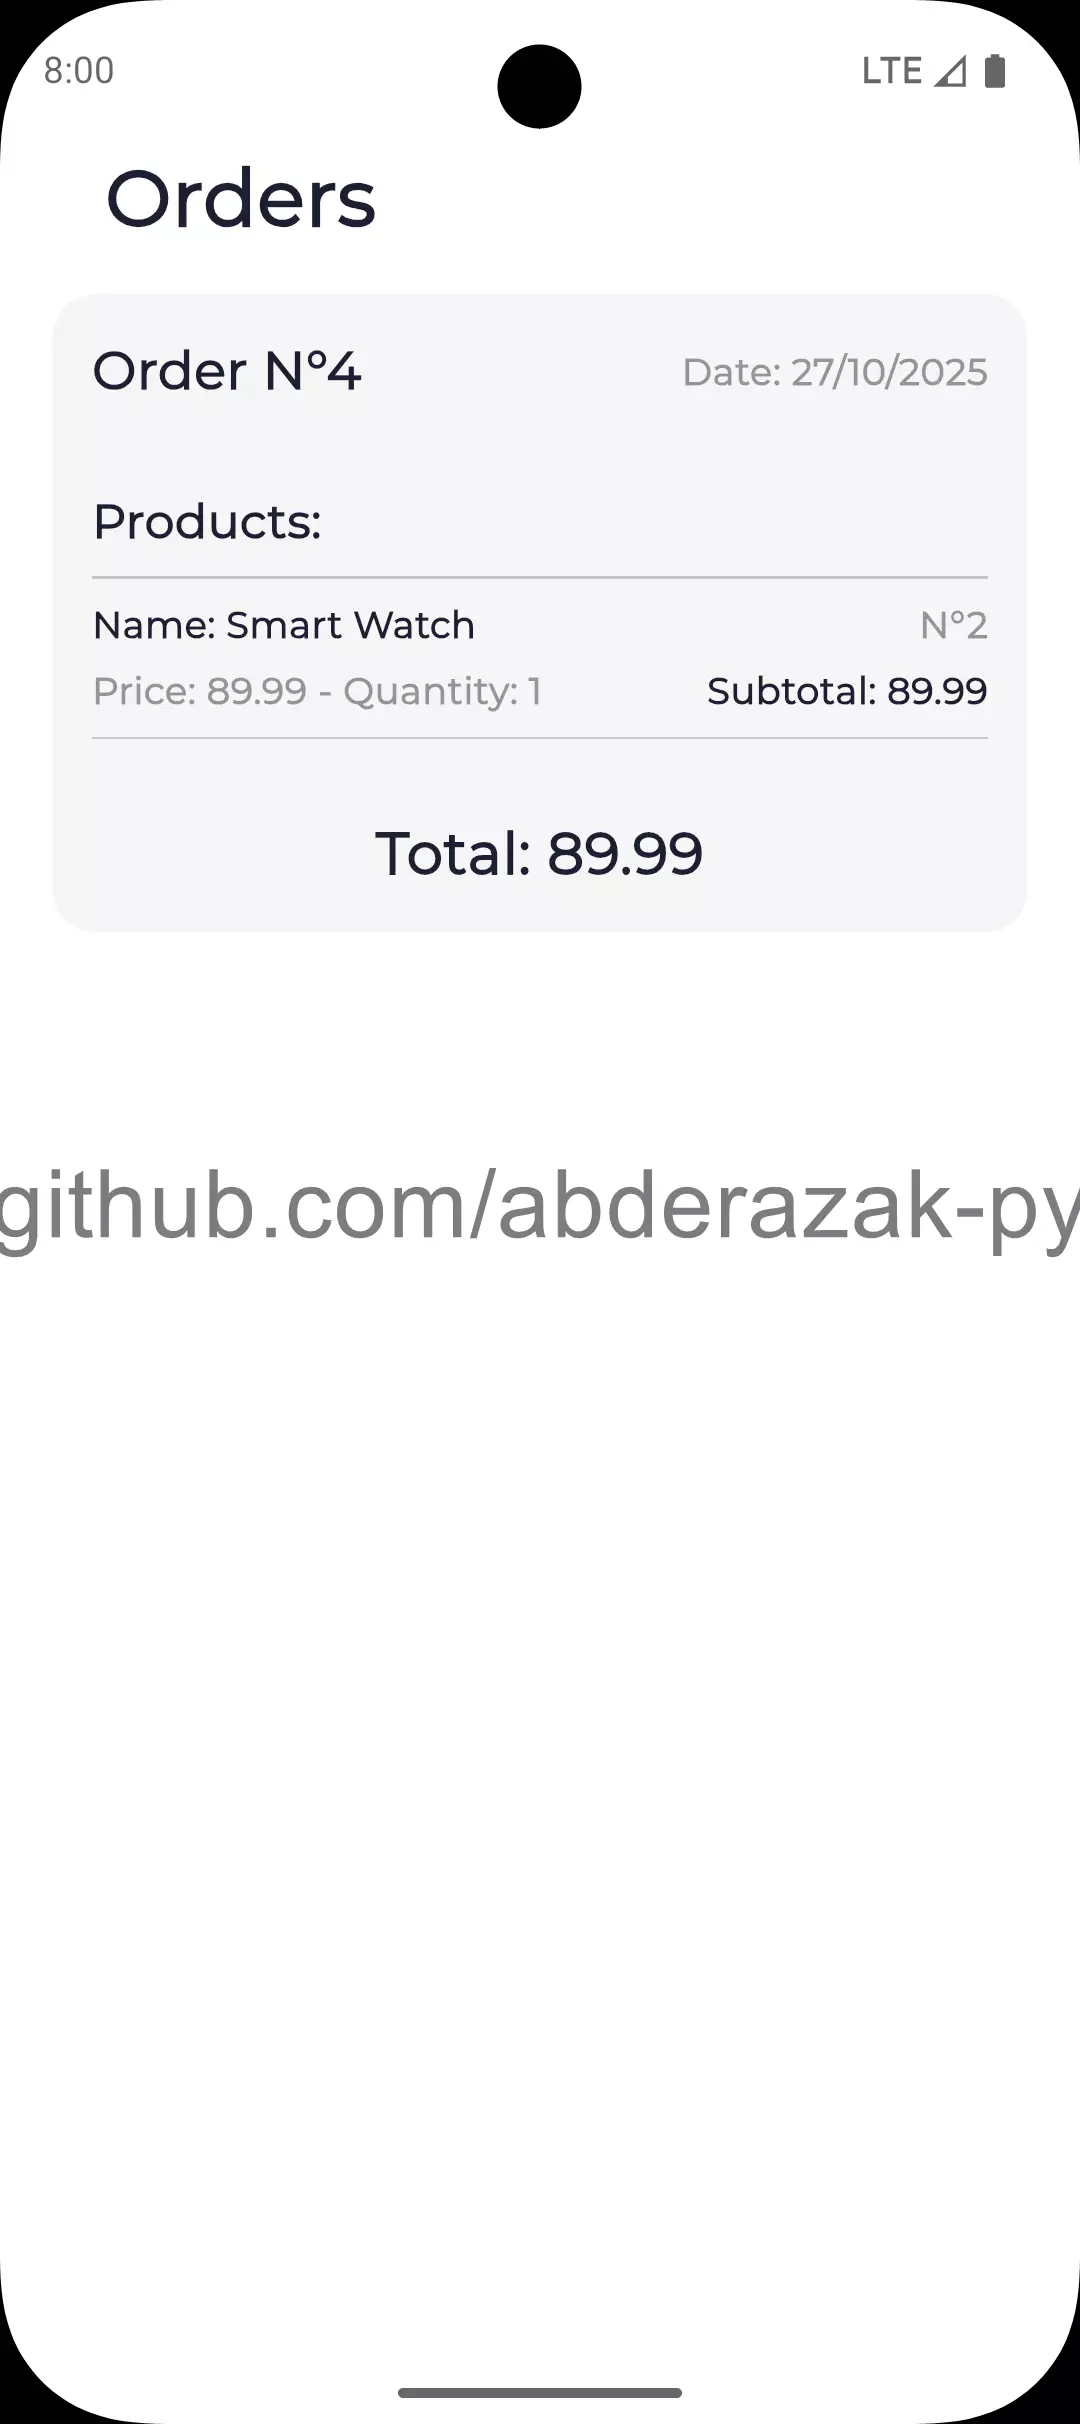 8:00 LTE
Orders
Order N°4 Date: 27/10/2025
Products:
Name: Smart Watch N°2
Price: 89.99 - Quantity: 1 Subtotal: 89.99
Total: 89.99
github.com/abderazak-py